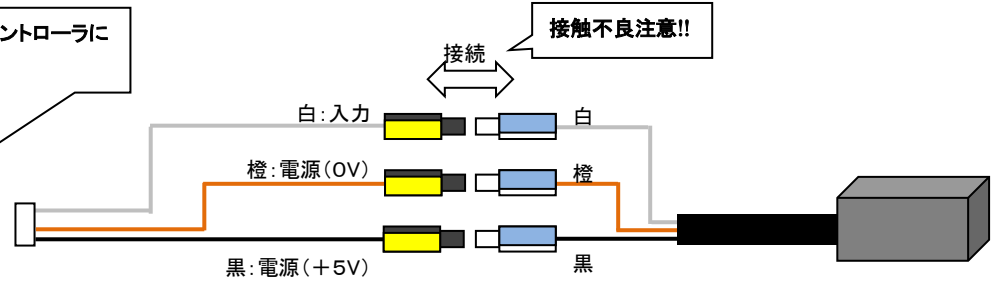 ントローラに
接触不良注意!!
接続
白：入力
白
橙：電源（0V）
橙
黒：電源（＋5V）
黒